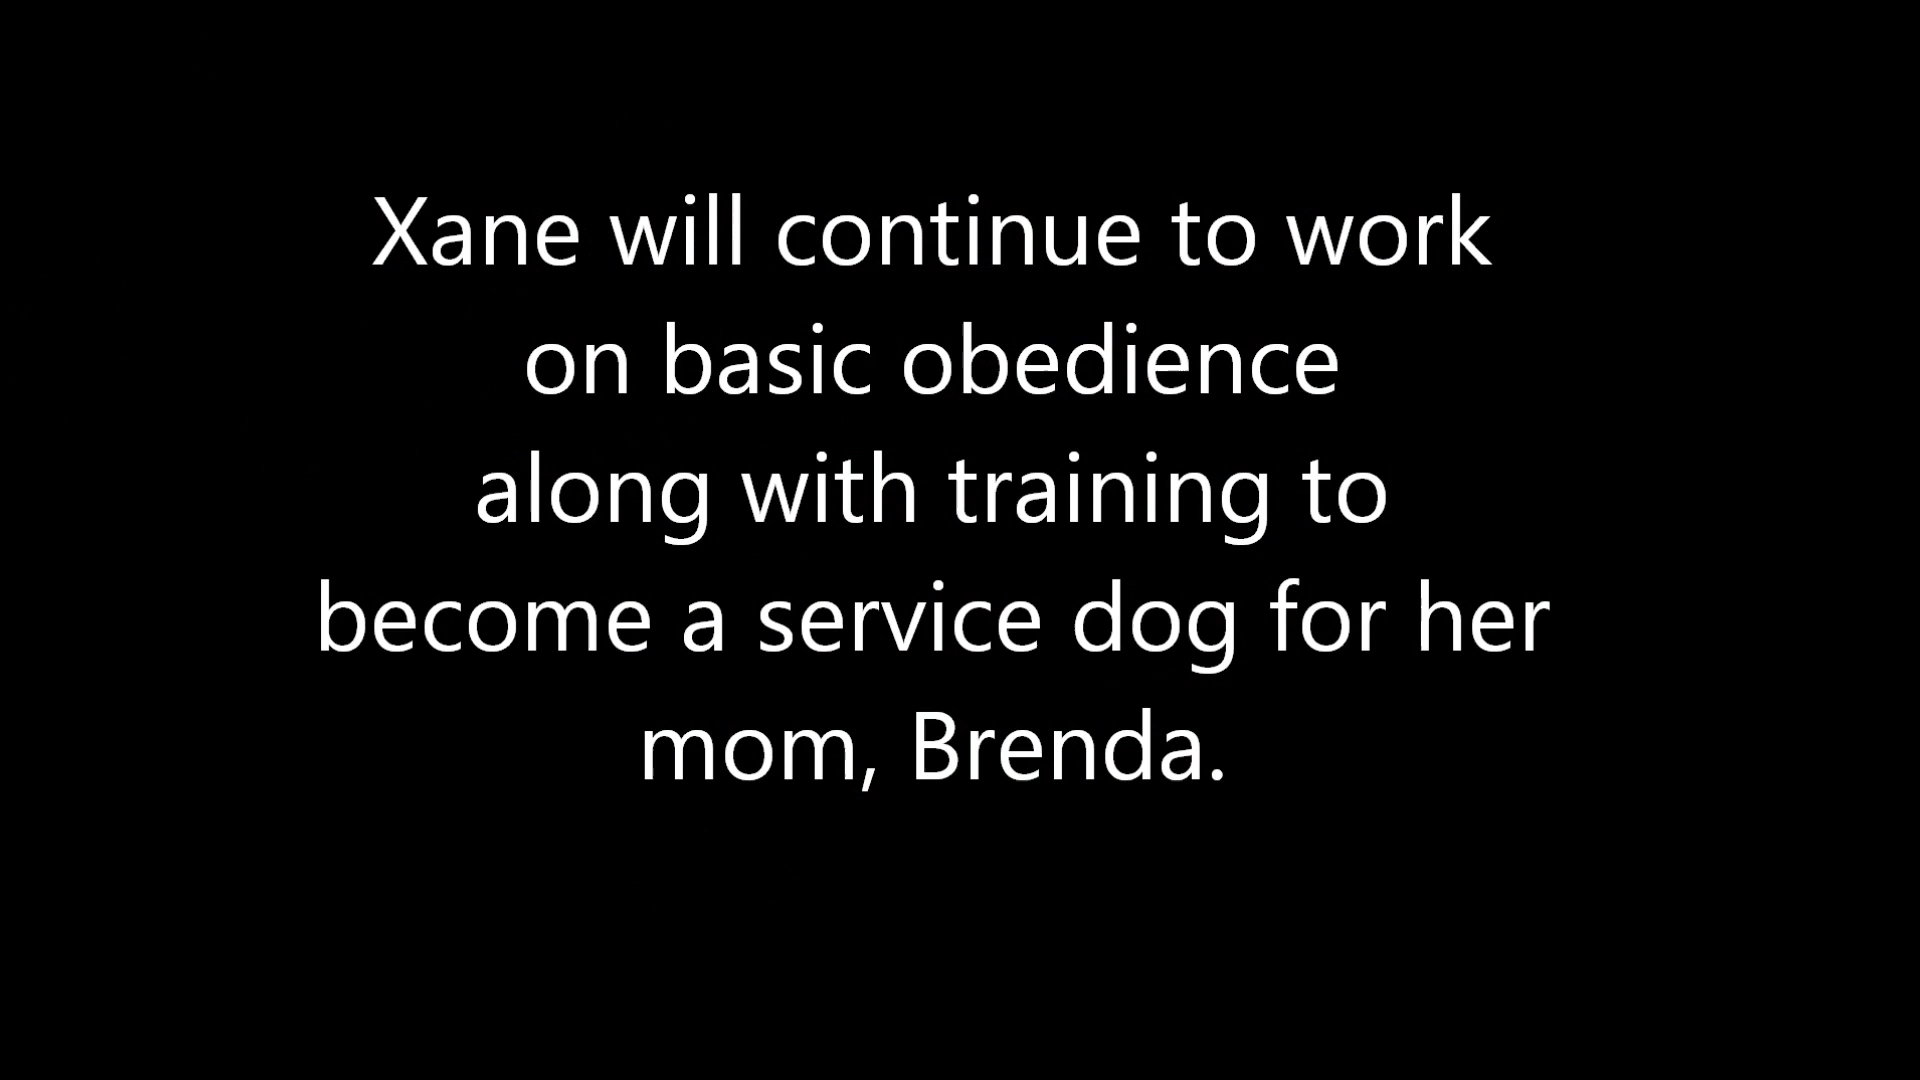 Xane will continue to work
on basic obedience
along with training to
become a service dog for her
mom, Brenda.